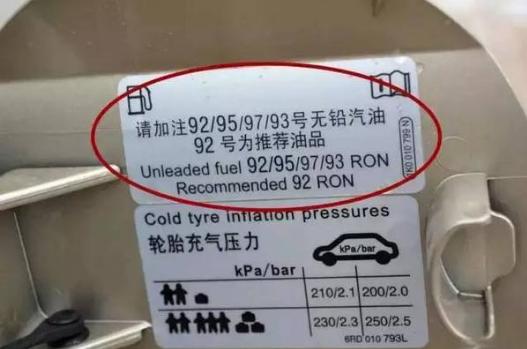 请加注92/95/97/93号无铅汽油
92 号为推荐油品
Unleaded fuel 92/95/97/93 RON
Recommended 92 RON
Cold tyre inflation pressures
轮胎充气压力
kPa/bar
kPa/bar
210/2.1 200/2.0
230/2.3 250/2.5
6RD 010 793L